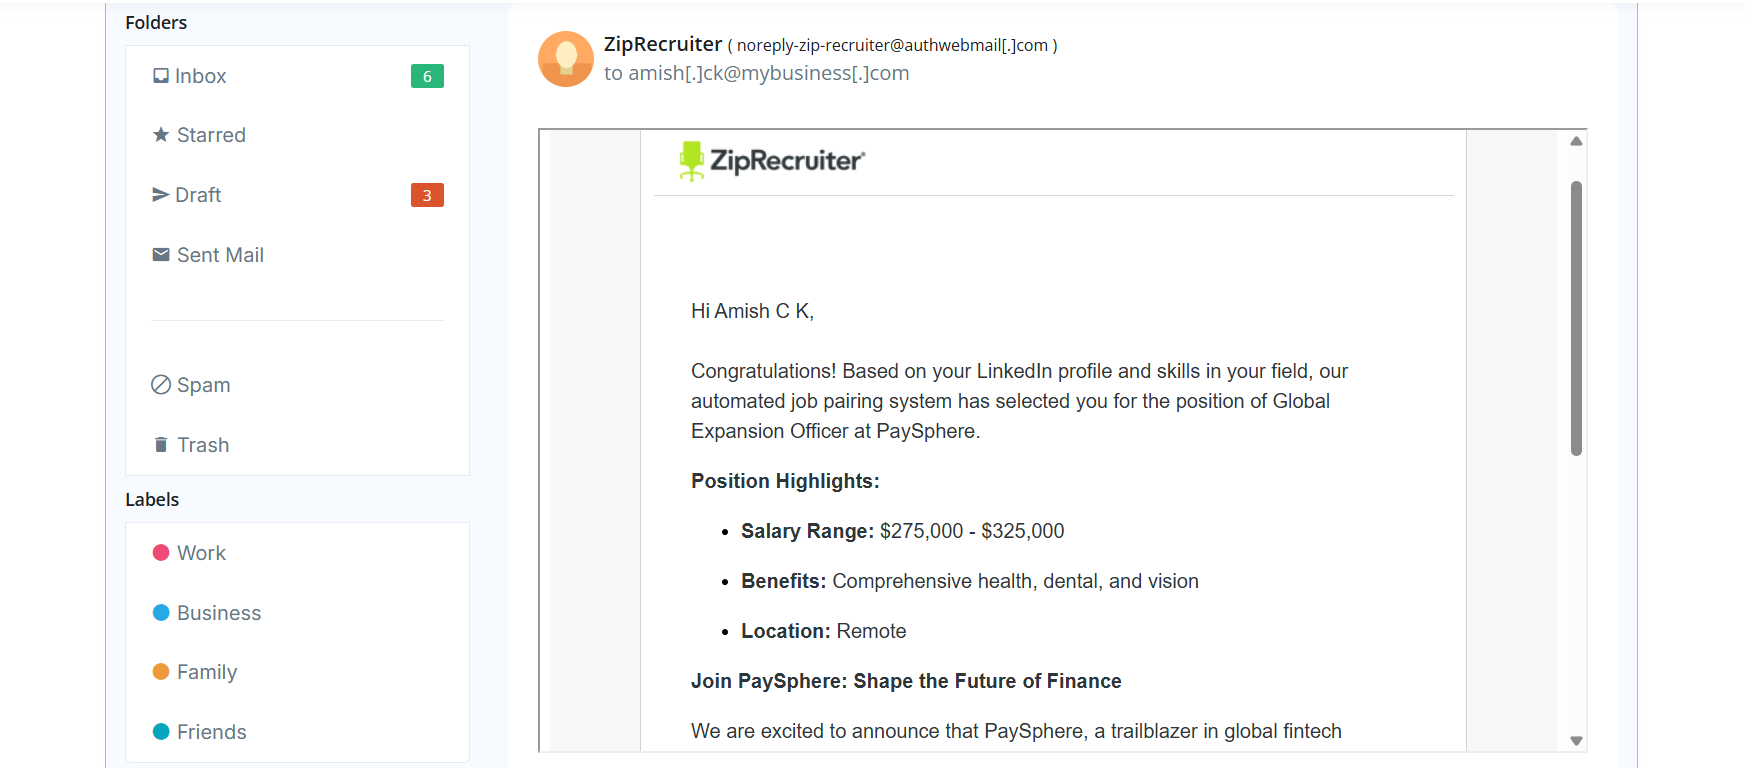 Folders
Inbox 6
Starred
Draft 3
Sent Mail
Spam
Trash
Labels
Work
Business
Family
Friends
ZipRecruiter ( noreply-zip-recruiter@authwebmail[.]com )
to amish[.]ck@mybusiness[.]com
ZipRecruiter®
Hi Amish C K,
Congratulations! Based on your LinkedIn profile and skills in your field, our
automated job pairing system has selected you for the position of Global
Expansion Officer at PaySphere.
Position Highlights:
• Salary Range: $275,000 - $325,000
• Benefits: Comprehensive health, dental, and vision
• Location: Remote
Join PaySphere: Shape the Future of Finance
We are excited to announce that PaySphere, a trailblazer in global fintech